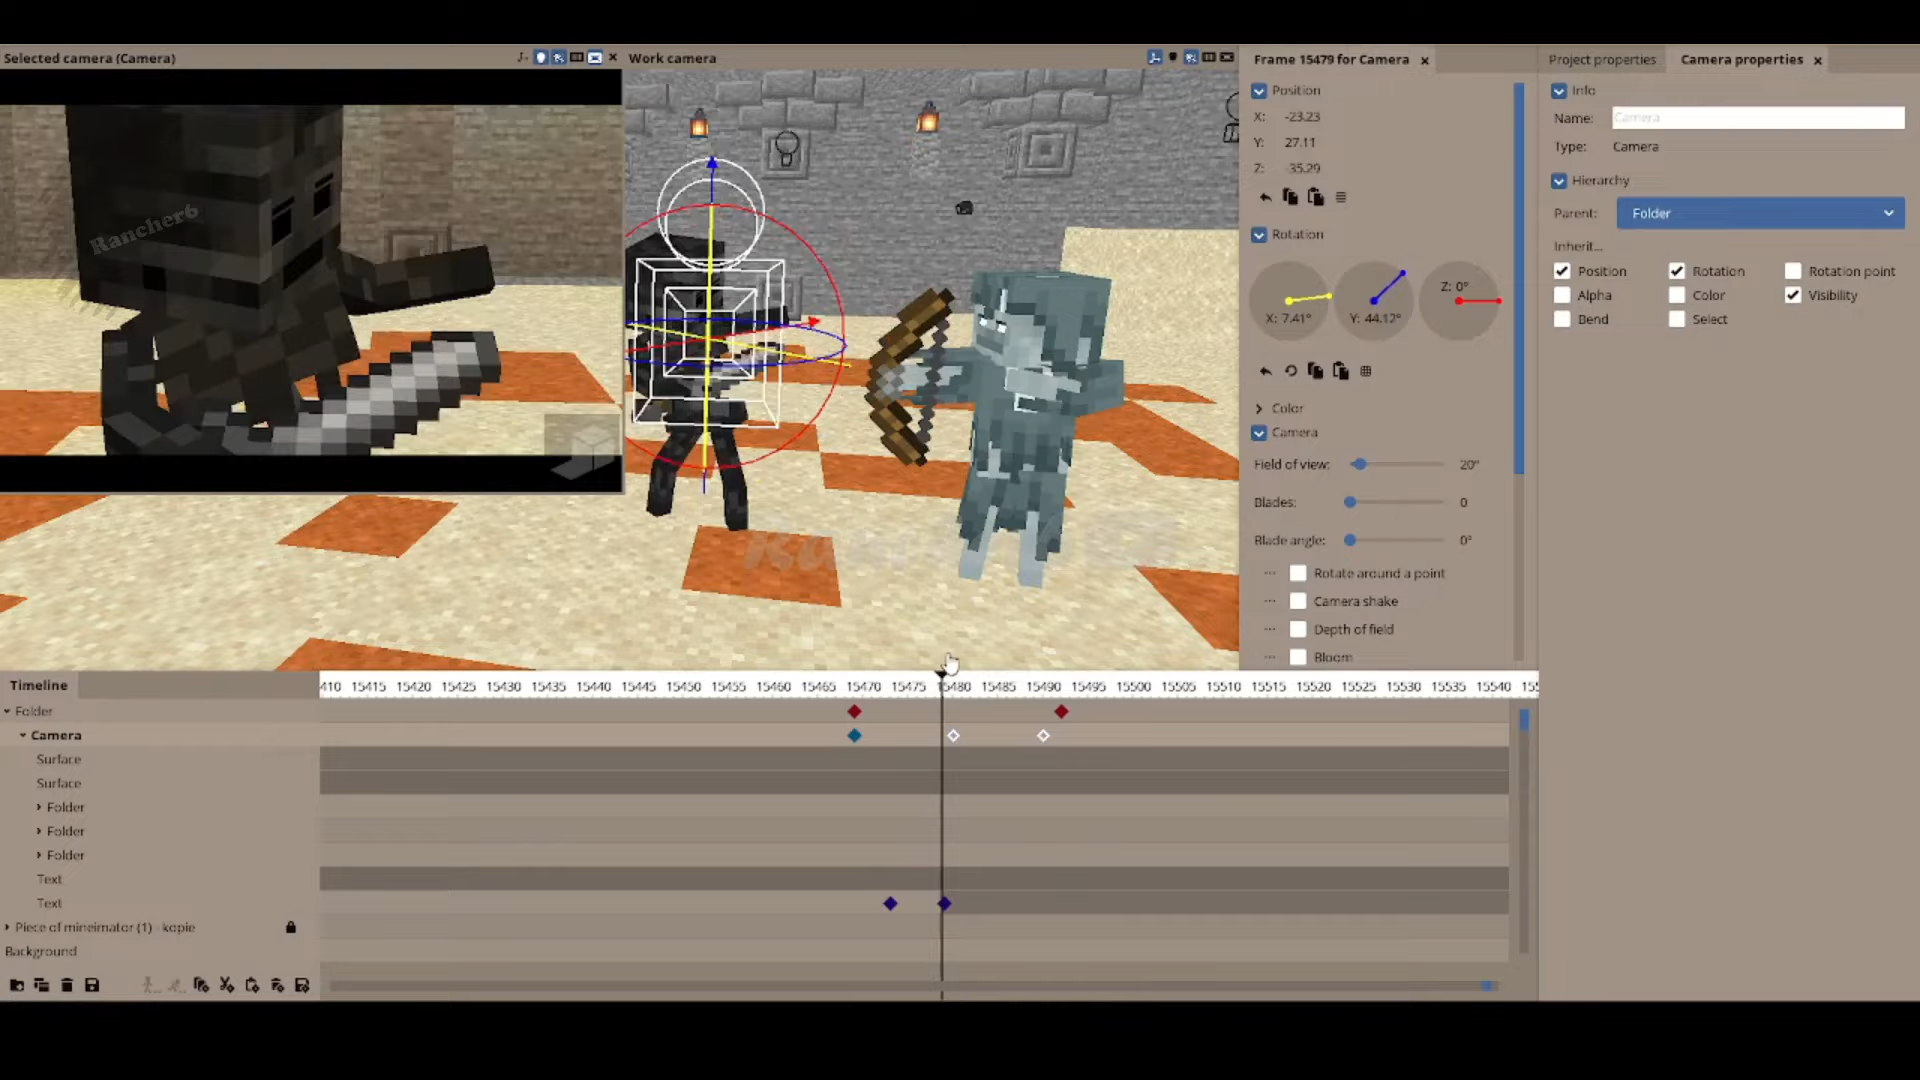 Selected camera (Camera)
Work camera
Frame 15479 for Camera
Project properties
Camera properties
Position
X: -23.23
Y: 27.11
Z: -35.29
Rotation
X: 7.41°
Y: 44.12°
Z: 0°
Color
Camera
Field of view: 20°
Blades: 0
Blade angle: 0°
Rotate around a point
Camera shake
Depth of field
Bloom
Info
Name: Camera
Type: Camera
Hierarchy
Parent: Folder
Inherit...
Position Rotation Rotation point
Alpha Color Visibility
Bend Select
Rancher6
Timeline
410 15415 15420 15425 15430 15435 15440 15445 15450 15455 15460 15465 15470 15475 15480 15485 15490 15495 15500 15505 15510 15515 15520 15525 15530 15535 15540 155
Folder
Camera
Surface
Surface
Folder
Folder
Folder
Text
Text
Piece of mineimator (1) - kopie
Background